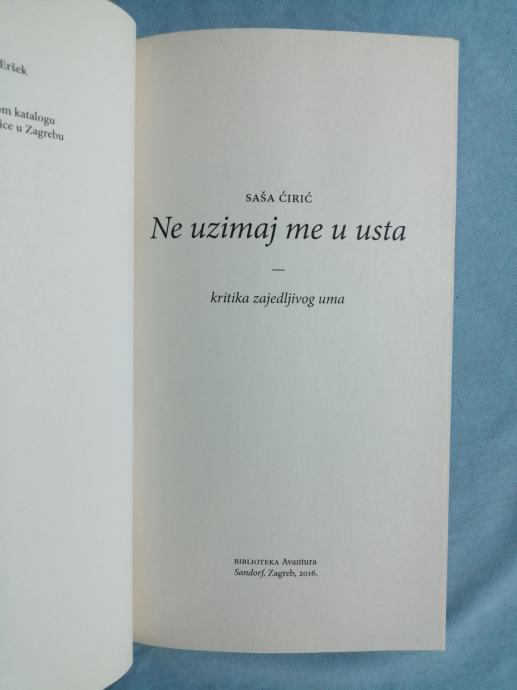 Eršek
om katalogu
ice u Zagrebu
SAŠA ĆIRIĆ
Ne uzimaj me u usta
—
kritika zajedljivog uma
BIBLIOTEKA Avantura
Sandorf, Zagreb, 2016.